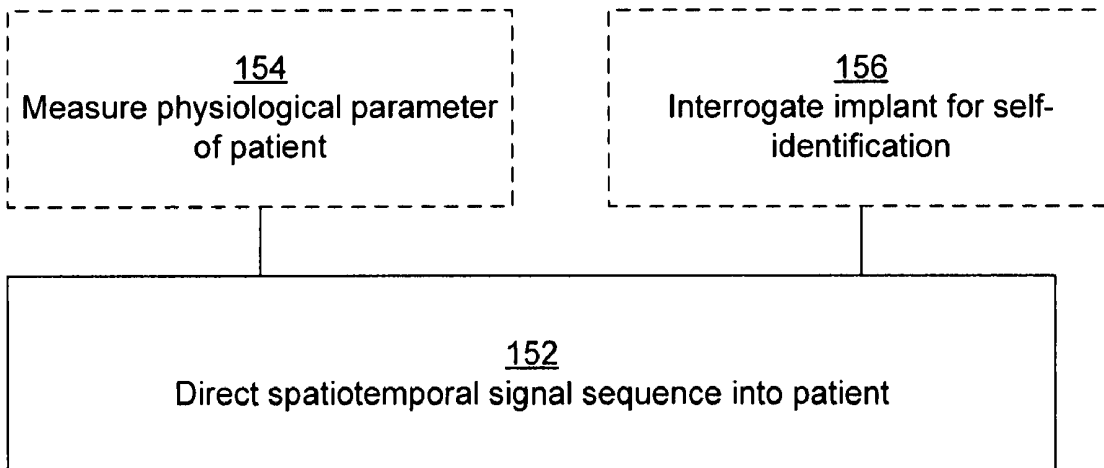 154
Measure physiological parameter
of patient
156
Interrogate implant for self-
identification
152
Direct spatiotemporal signal sequence into patient